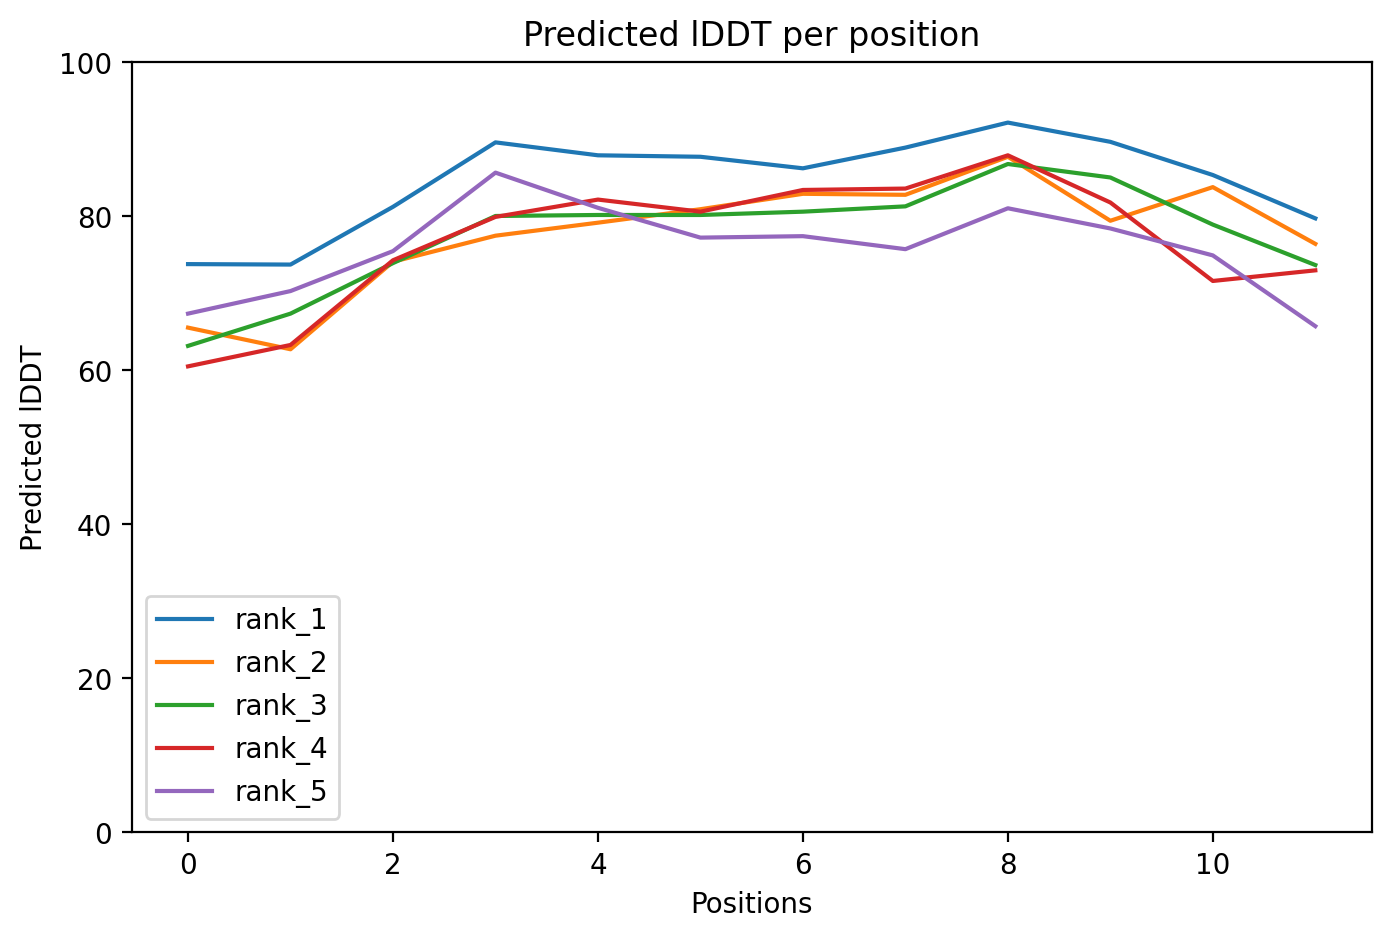 Predicted lDDT per position
100
80
60
40
20
0
Predicted lDDT
rank_1
rank_2
rank_3
rank_4
rank_5
0 2 4 6 8 10
Positions